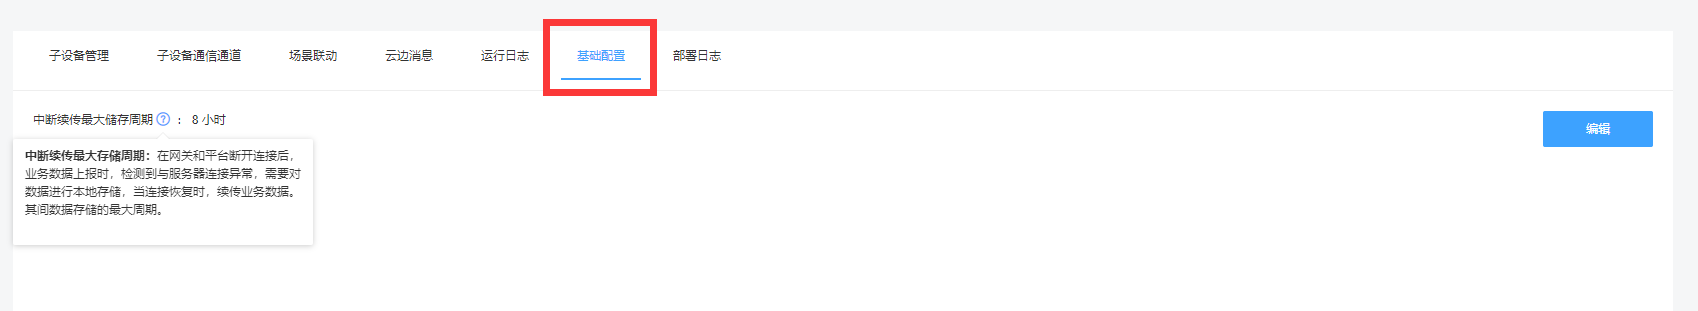 子设备管理 子设备通信通道 场景联动 云边消息 运行日志 基础配置 部署日志
中断续传最大储存周期 ? ： 8 小时
编辑
中断续传最大存储周期：在网关和平台断开连接后，
业务数据上报时，检测到与服务器连接异常，需要对
数据进行本地存储，当连接恢复时，续传业务数据。
其间数据存储的最大周期。